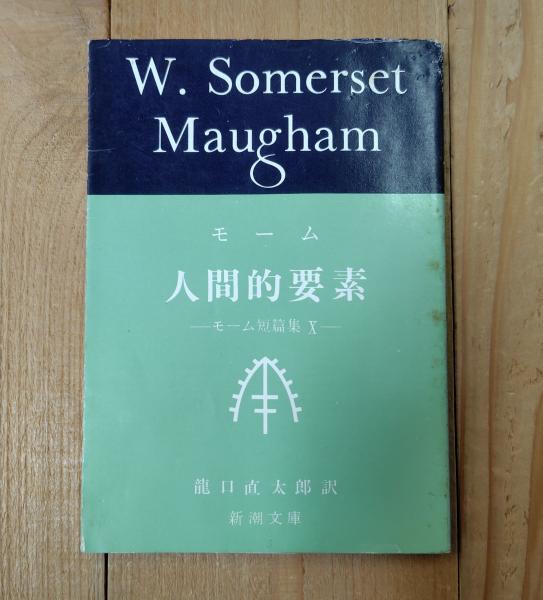 W. Somerset
Maugham
モーム
人間的要素
―モーム短篇集 X―
龍口直太郎訳
新潮文庫